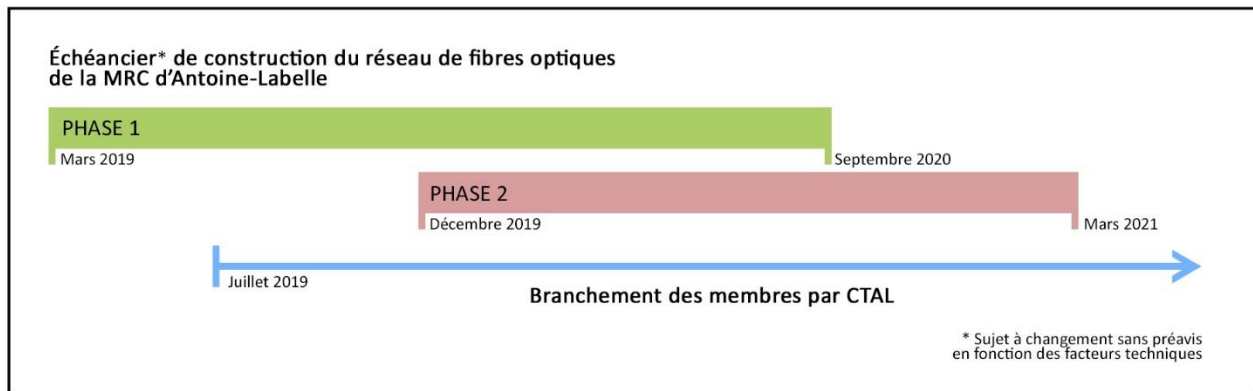 Échéancier* de construction du réseau de fibres optiques
de la MRC d'Antoine-Labelle
PHASE 1
Mars 2019
Septembre 2020
PHASE 2
Décembre 2019
Mars 2021
Juillet 2019
Branchement des membres par CTAL
* Sujet à changement sans préavis
en fonction des facteurs techniques